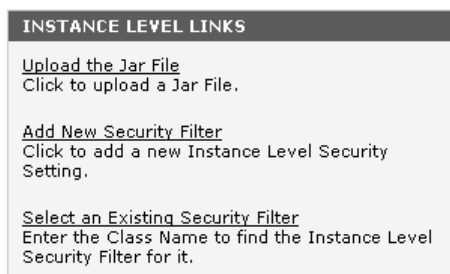 INSTANCE LEVEL LINKS
Upload the Jar File
Click to upload a Jar File.
Add New Security Filter
Click to add a new Instance Level Security
Setting.
Select an Existing Security Filter
Enter the Class Name to find the Instance Level
Security Filter for it.